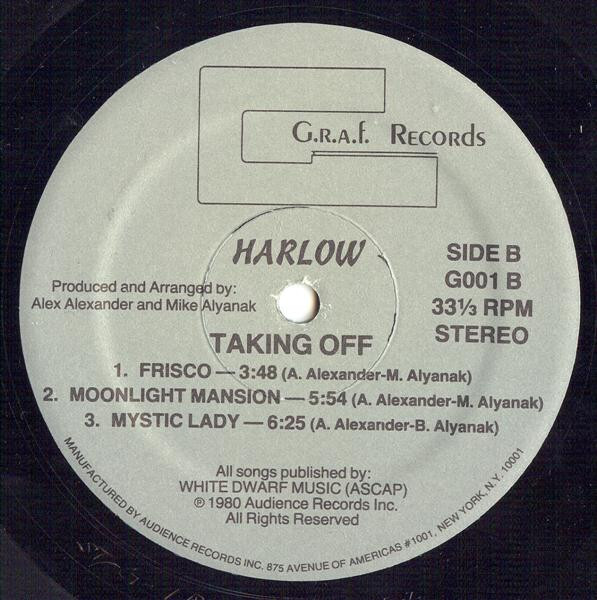 G.R.A.F. RECORDS
HARLOW
SIDE B
G001 B
33⅓ RPM
STEREO
Produced and Arranged by:
Alex Alexander and Mike Alyanak
TAKING OFF
1. FRISCO — 3:48 (A. Alexander-M. Alyanak)
2. MOONLIGHT MANSION — 5:54 (A. Alexander-M. Alyanak)
3. MYSTIC LADY — 6:25 (A. Alexander-B. Alyanak)
All songs published by:
WHITE DWARF MUSIC (ASCAP)
℗ 1980 Audience Records Inc.
All Rights Reserved
MANUFACTURED BY AUDIENCE RECORDS INC. 875 AVENUE OF AMERICAS #1001, NEW YORK, N.Y. 10001